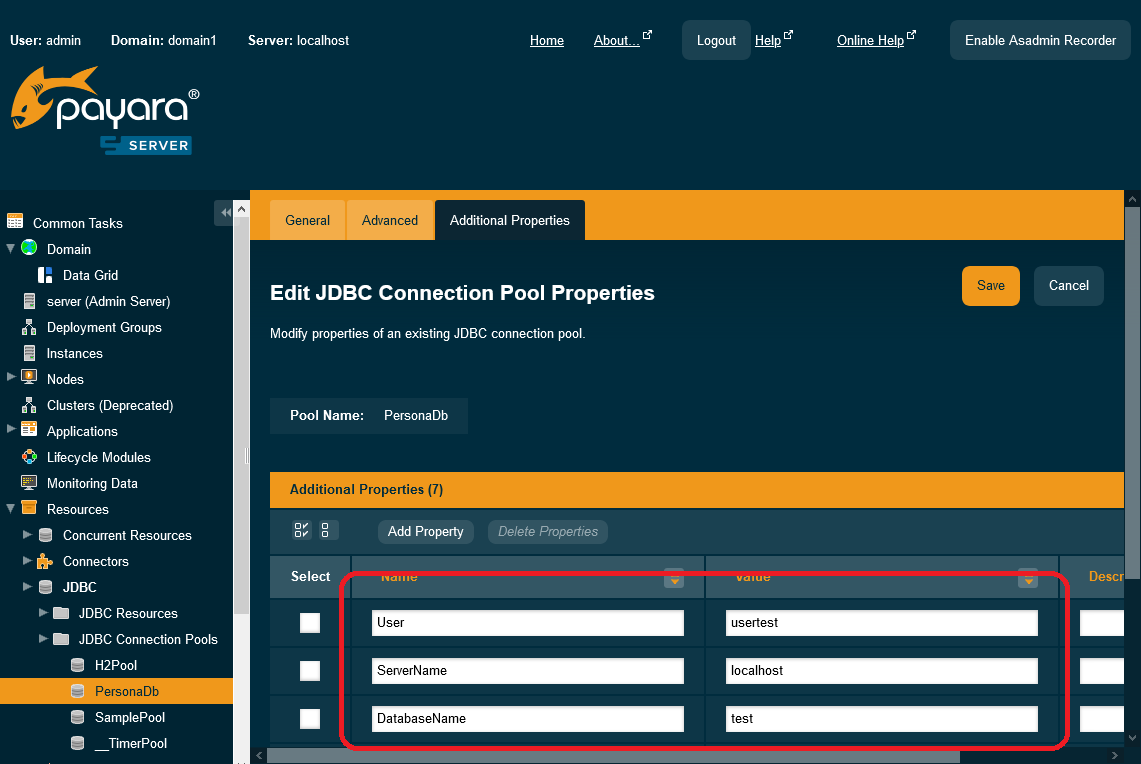 User: admin Domain: domain1 Server: localhost Home About... Logout Help Online Help Enable Asadmin Recorder
payara®
SERVER
Common Tasks
Domain
Data Grid
server (Admin Server)
Deployment Groups
Instances
Nodes
Clusters (Deprecated)
Applications
Lifecycle Modules
Monitoring Data
Resources
Concurrent Resources
Connectors
JDBC
JDBC Resources
JDBC Connection Pools
H2Pool
PersonaDb
SamplePool
__TimerPool
General Advanced Additional Properties
Edit JDBC Connection Pool Properties
Save Cancel
Modify properties of an existing JDBC connection pool.
Pool Name: PersonaDb
Additional Properties (7)
Add Property Delete Properties
Select Name Value Descr
User usertest
ServerName localhost
DatabaseName test